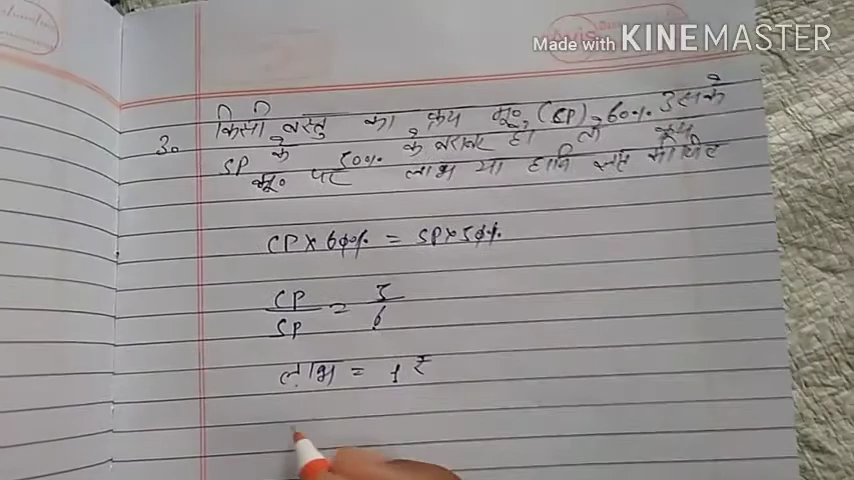 Made with KINEMASTER
3० किसी वस्तु का क्रय मू०, (CP) 60% उसके
SP के 50% के बराबर है। तो क्रय
मू० पर लाभ या हानि ज्ञात कीजिए
CP × 60% = SP × 50%
CP/SP = 5/6
लाभ = 1 ₹